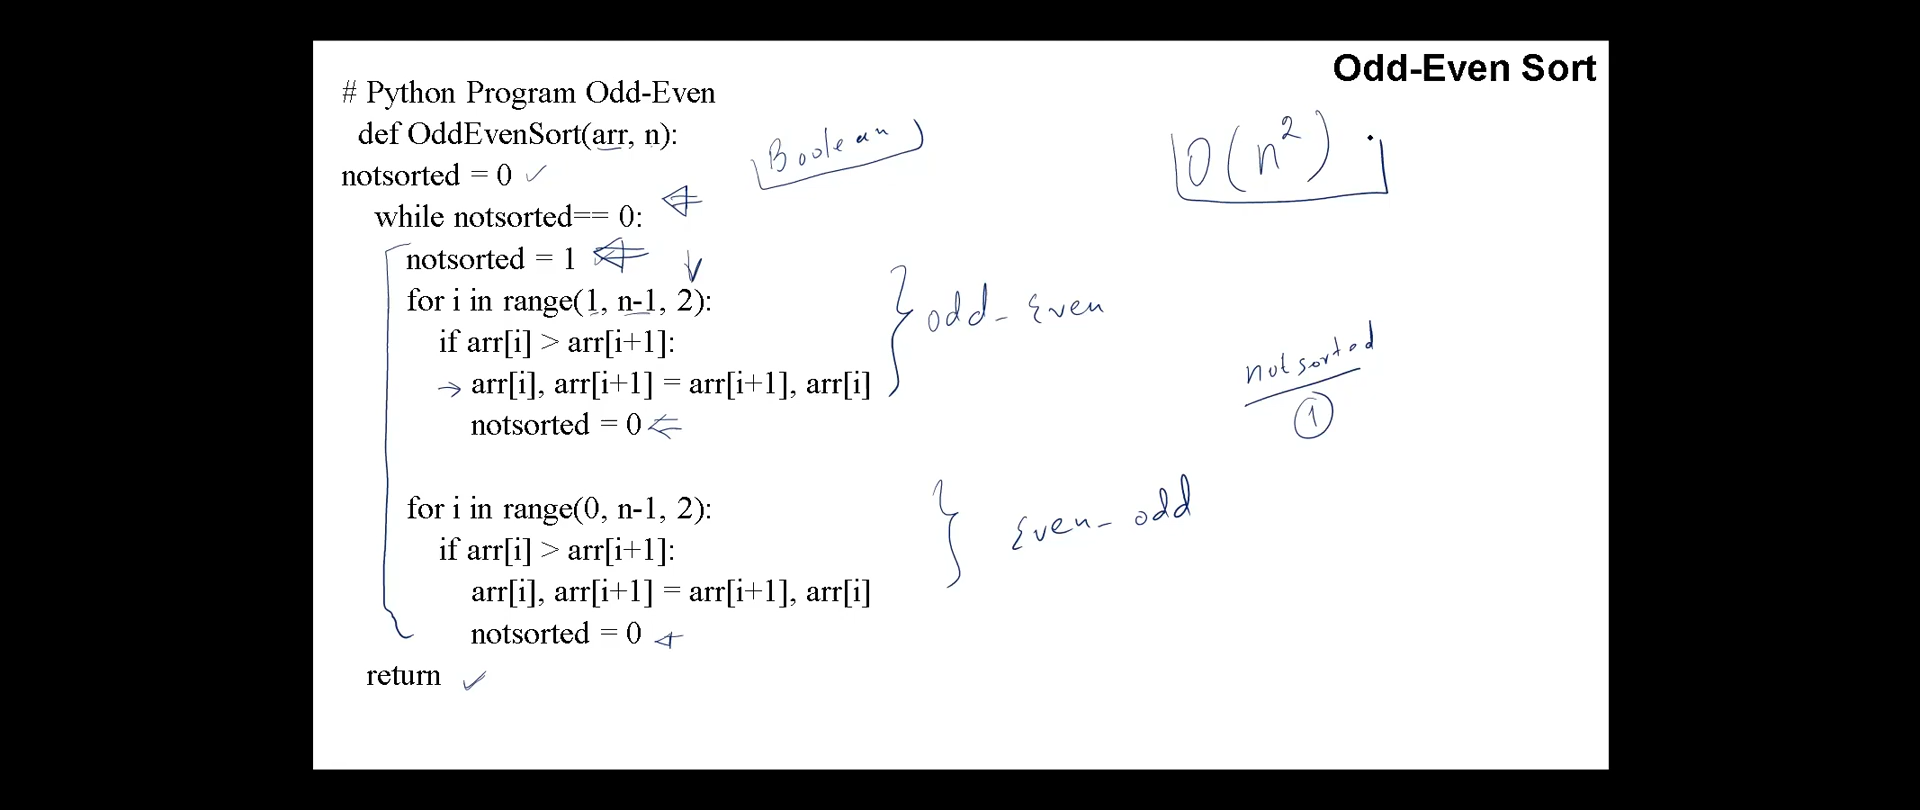 Odd-Even Sort
# Python Program Odd-Even
def OddEvenSort(arr, n):
Boolean
O(n²)
notsorted = 0 ✓
while notsorted== 0:
notsorted = 1
for i in range(1, n-1, 2):
odd-Even
if arr[i] > arr[i+1]:
notsorted
→ arr[i], arr[i+1] = arr[i+1], arr[i]
1
notsorted = 0
for i in range(0, n-1, 2):
Even-odd
if arr[i] > arr[i+1]:
arr[i], arr[i+1] = arr[i+1], arr[i]
notsorted = 0
return ✓